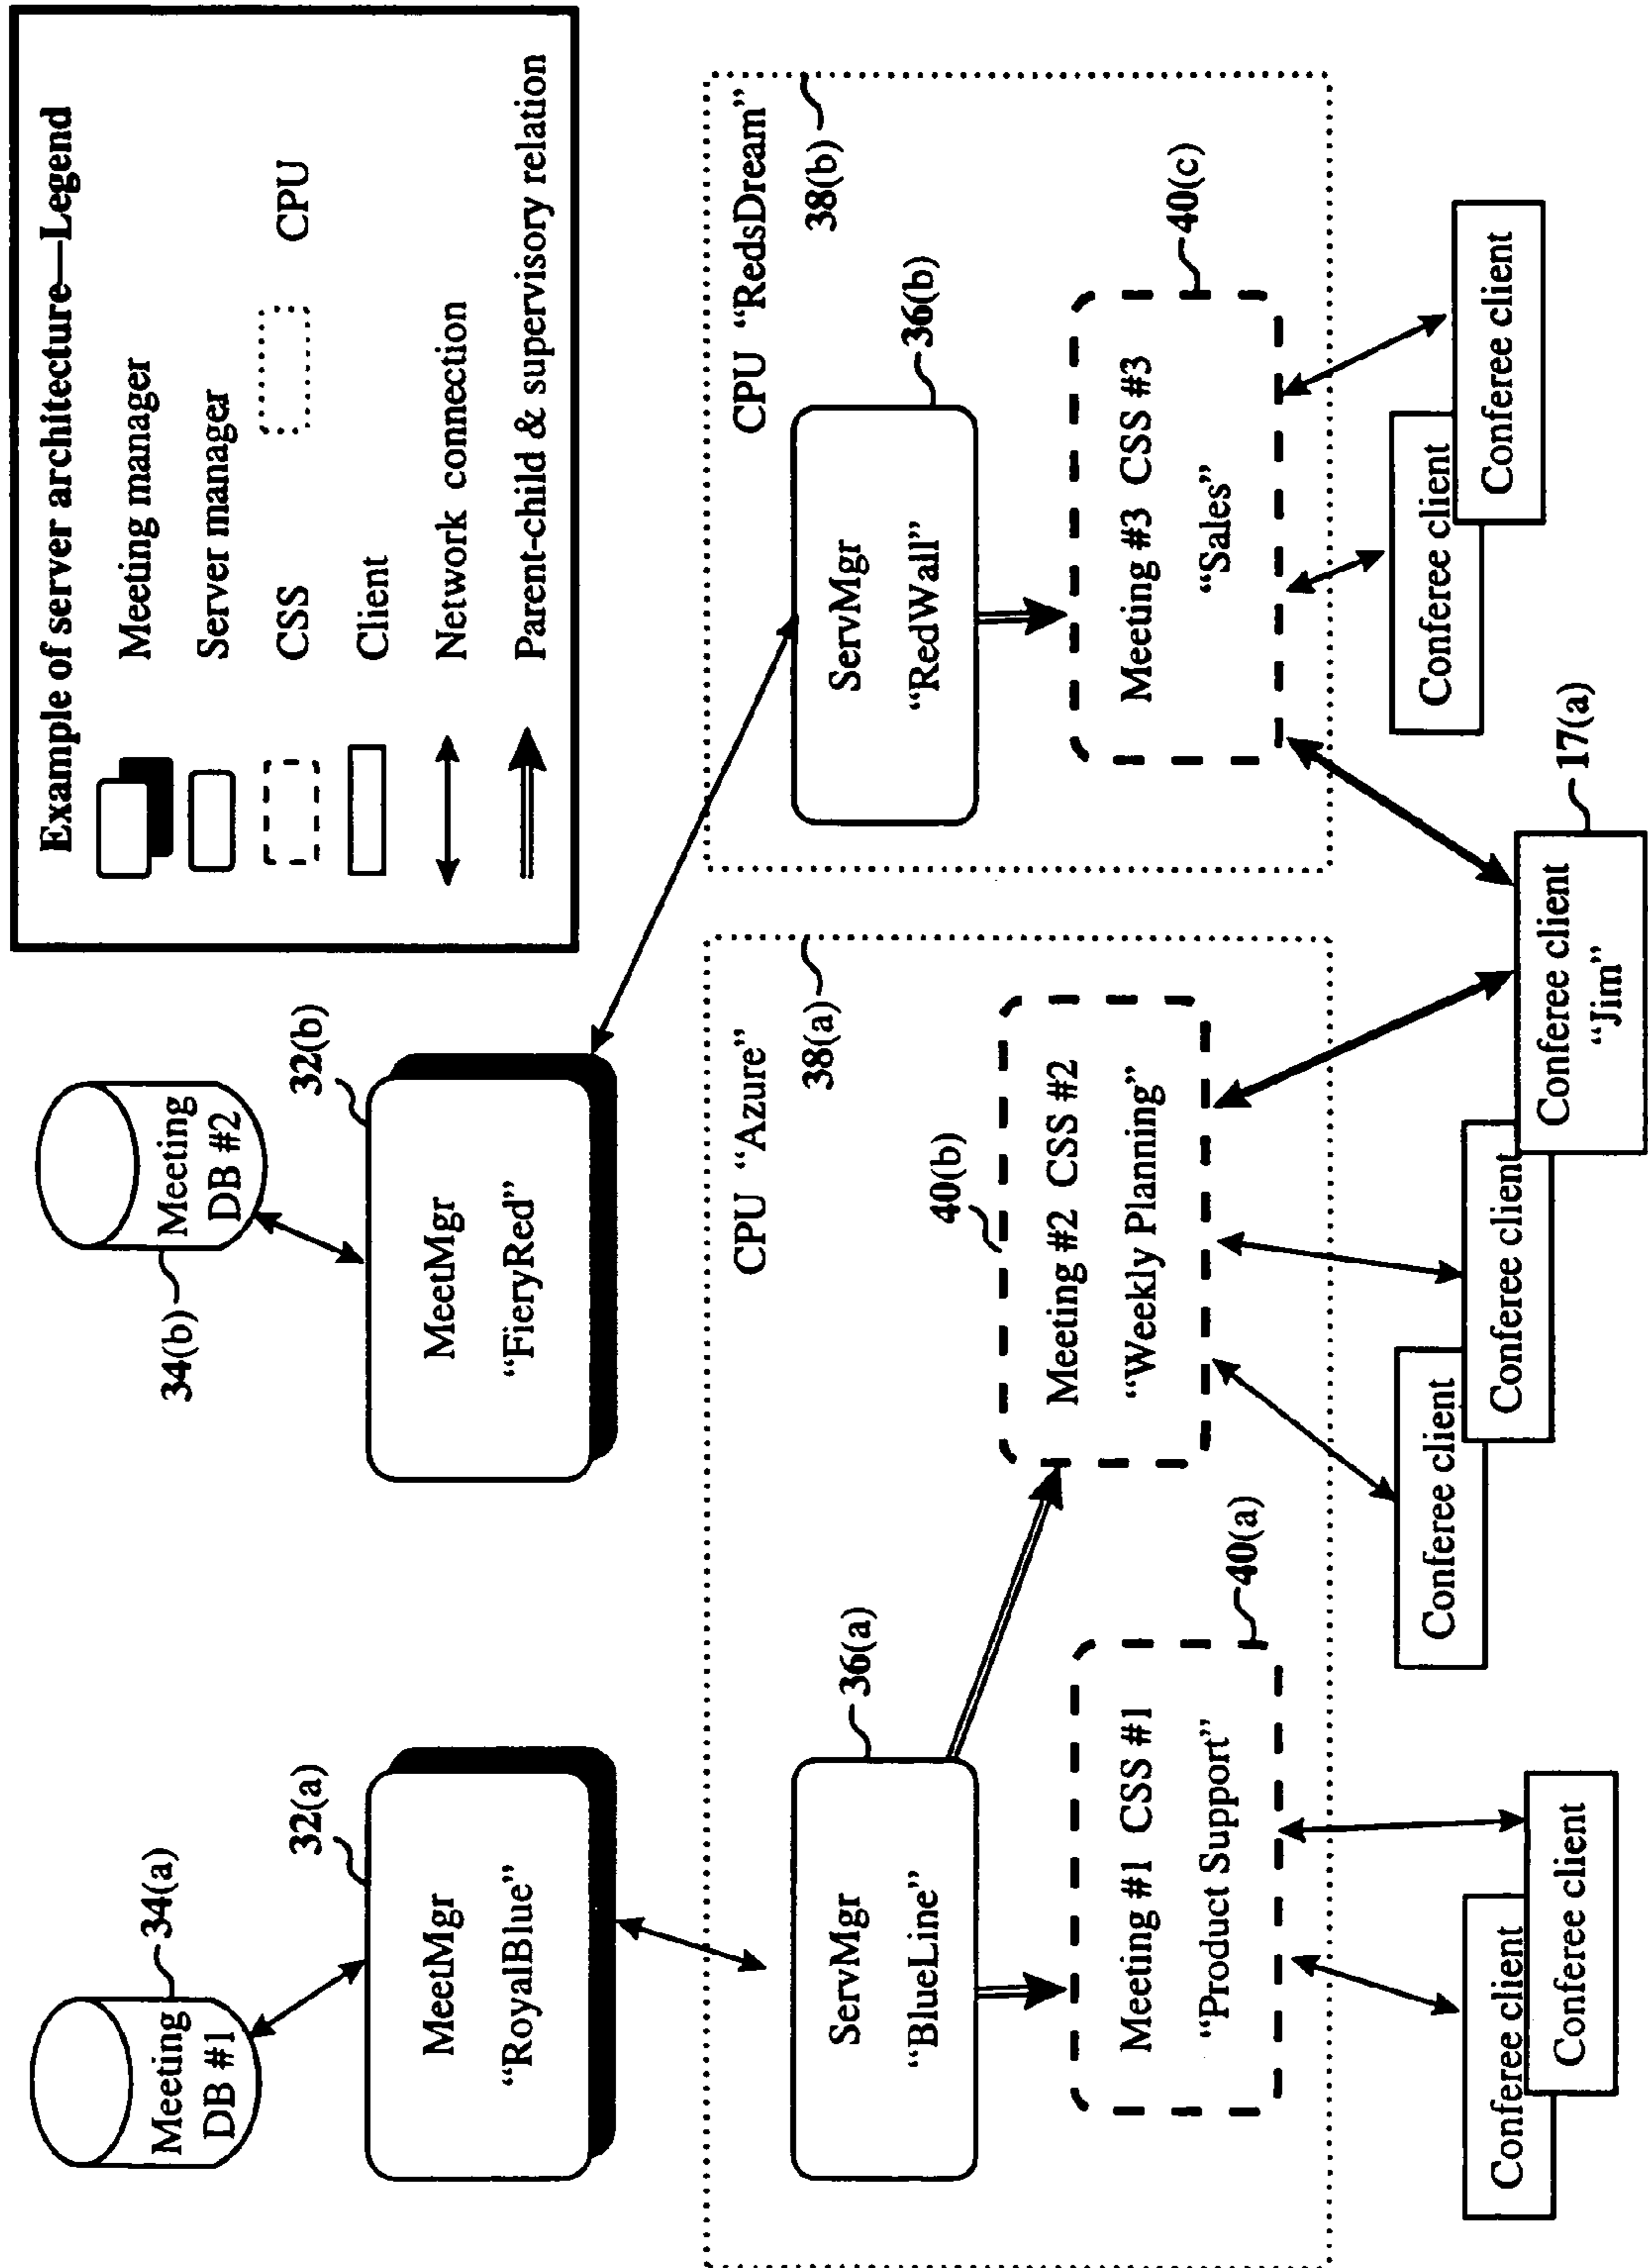 Example of server architecture—Legend
Meeting manager
Server manager
CSS
CPU
Client
Network connection
Parent-child & supervisory relation
34(a)
Meeting
DB #1
34(b)
Meeting
DB #2
32(a)
MeetMgr
“RoyalBlue”
32(b)
MeetMgr
“FieryRed”
CPU “Azure”
38(a)
CPU “RedsDream”
38(b)
36(a)
ServMgr
“BlueLine”
36(b)
ServMgr
“RedWall”
40(b)
Meeting #2 CSS #2
“Weekly Planning”
Meeting #1 CSS #1
“Product Support”
40(a)
Meeting #3 CSS #3
“Sales”
40(c)
Conferee client
Conferee client
Conferee client
Conferee client
Conferee client
“Jim”
17(a)
Conferee client
Conferee client